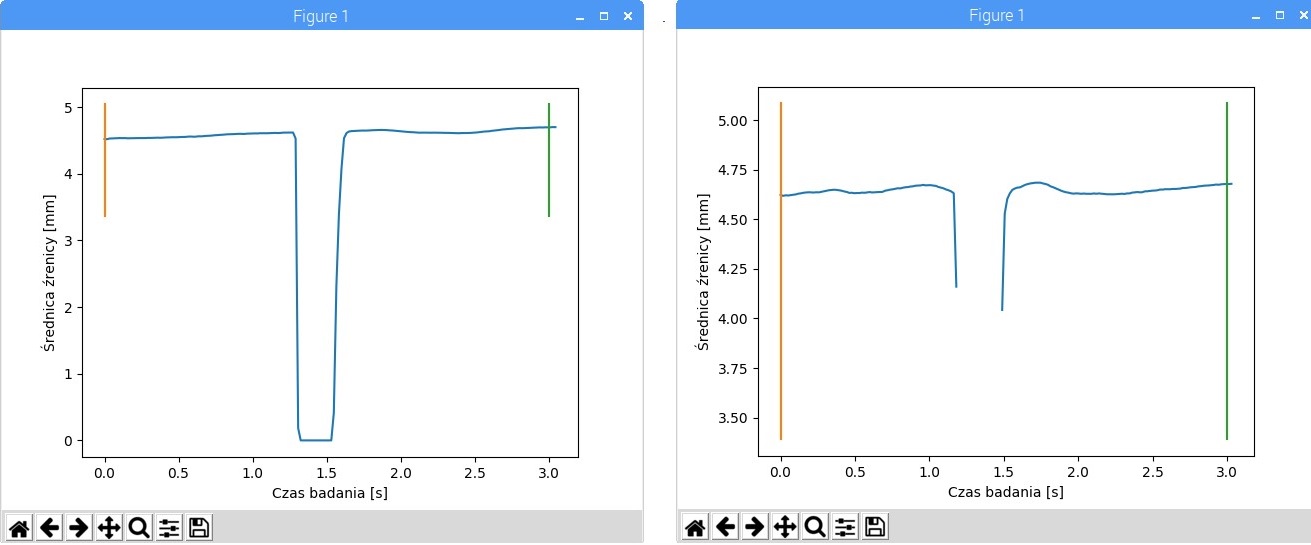 Figure 1
5
4
3
2
1
0
Średnica źrenicy [mm]
0.0 0.5 1.0 1.5 2.0 2.5 3.0
Czas badania [s]
Figure 1
5.00
4.75
4.50
4.25
4.00
3.75
3.50
Średnica źrenicy [mm]
0.0 0.5 1.0 1.5 2.0 2.5 3.0
Czas badania [s]